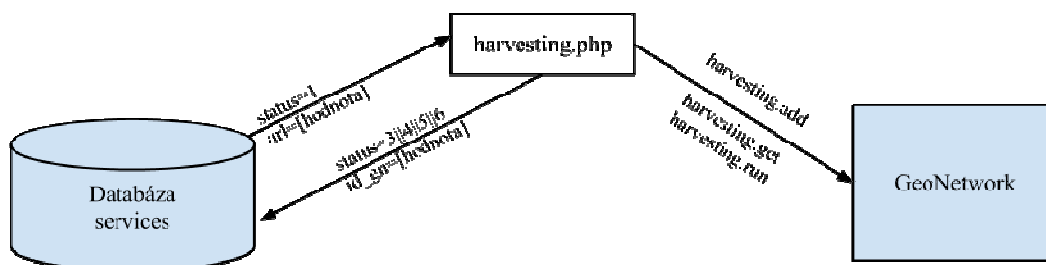 harvesting.php
status=1
url=[hodnota]
status=3||4||5||6
id_gn=[hodnota]
harvesting.add
harvesting.get
harvesting.run
Databáza
services
GeoNetwork